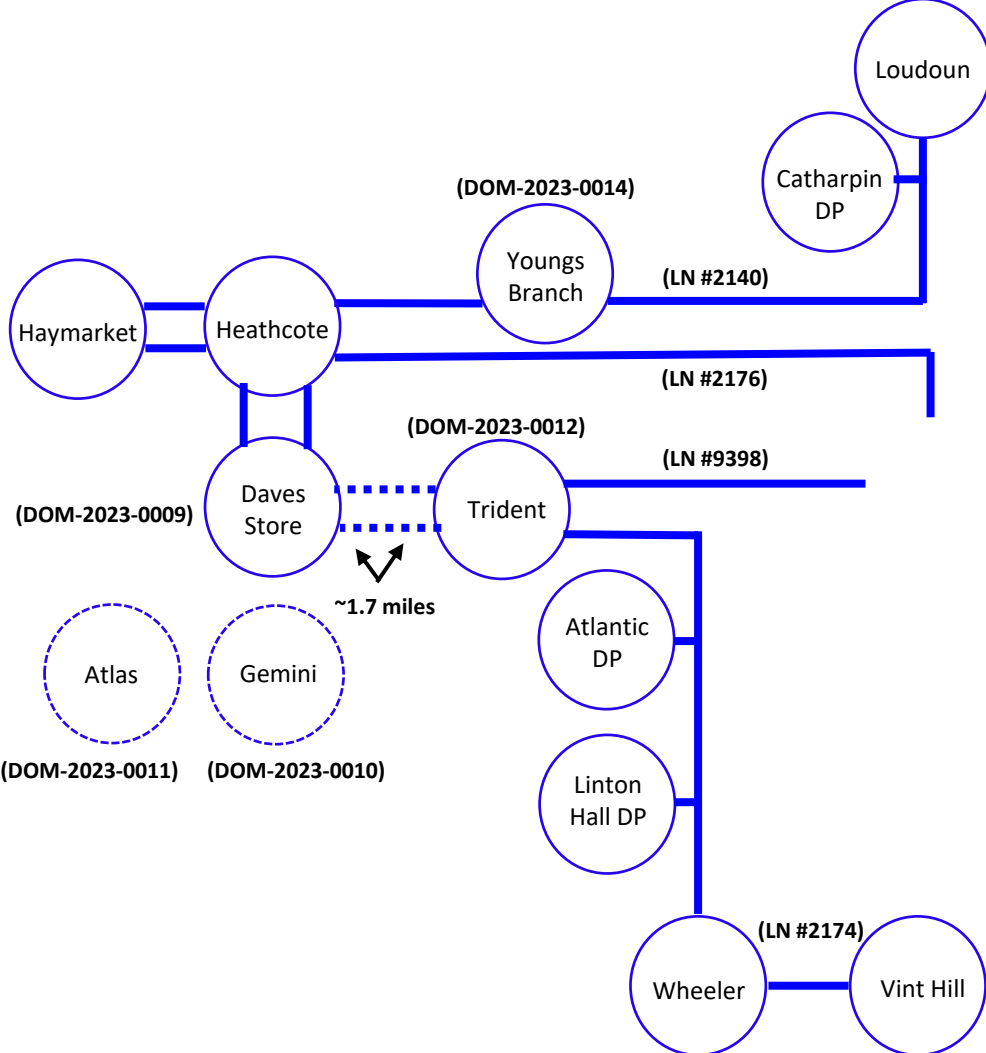 Loudoun
Catharpin
DP
(DOM-2023-0014)
Youngs
Branch
(LN #2140)
Haymarket
Heathcote
(LN #2176)
(DOM-2023-0012)
(LN #9398)
Daves
Store
Trident
(DOM-2023-0009)
~1.7 miles
Atlantic
DP
Atlas
Gemini
(DOM-2023-0011)
(DOM-2023-0010)
Linton
Hall DP
(LN #2174)
Wheeler
Vint Hill